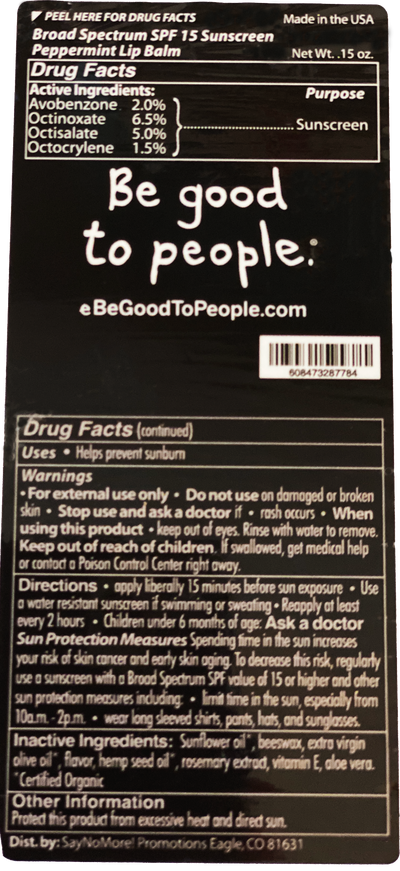 PEEL HERE FOR DRUG FACTS Made in the USA
Broad Spectrum SPF 15 Sunscreen
Peppermint Lip Balm Net Wt. .15 oz.
Drug Facts
Active Ingredients: Purpose
Avobenzone 2.0%
Octinoxate 6.5%
Octisalate 5.0%
Octocrylene 1.5%
Sunscreen
Be good
to people.
eBeGoodToPeople.com
608473287784
Drug Facts (continued)
Uses • Helps prevent sunburn
Warnings
• For external use only • Do not use on damaged or broken
skin • Stop use and ask a doctor if • rash occurs • When
using this product • keep out of eyes. Rinse with water to remove.
Keep out of reach of children. If swallowed, get medical help
or contact a Poison Control Center right away.
Directions • apply liberally 15 minutes before sun exposure • Use
a water resistant sunscreen if swimming or sweating • Reapply at least
every 2 hours • Children under 6 months of age: Ask a doctor
Sun Protection Measures Spending time in the sun increases
your risk of skin cancer and early skin aging. To decrease this risk, regularly
use a sunscreen with a Broad Spectrum SPF value of 15 or higher and other
sun protection measures including: • limit time in the sun, especially from
10a.m. - 2p.m. • wear long sleeved shirts, pants, hats, and sunglasses.
Inactive Ingredients: Sunflower oil*, beeswax, extra virgin
olive oil*, flavor, hemp seed oil*, rosemary extract, vitamin E, aloe vera.
*Certified Organic
Other Information
Protect this product from excessive heat and direct sun.
Dist. by: SayNoMore! Promotions Eagle, CO 81631